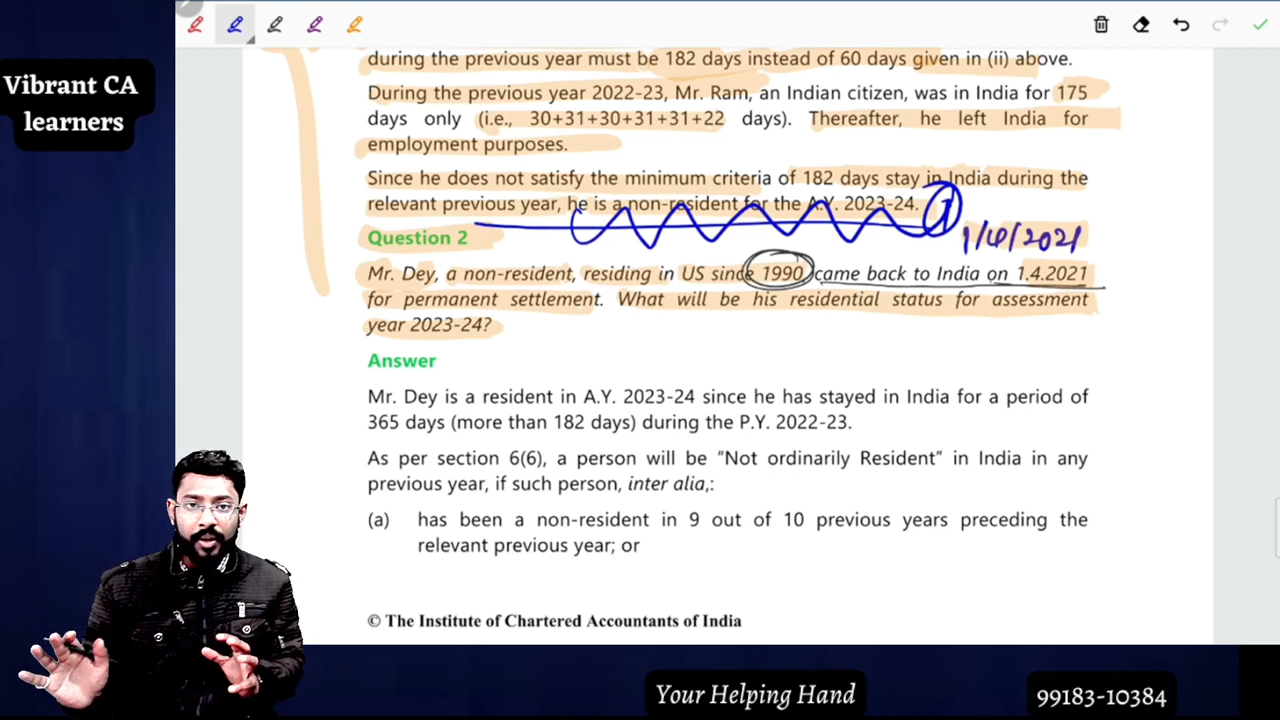 Vibrant CA
learners
during the previous year must be 182 days instead of 60 days given in (ii) above.
During the previous year 2022-23, Mr. Ram, an Indian citizen, was in India for 175
days only (i.e., 30+31+30+31+31+22 days). Thereafter, he left India for
employment purposes.
Since he does not satisfy the minimum criteria of 182 days stay in India during the
relevant previous year, he is a non-resident for the A.Y. 2023-24.
1/4/2021
Question 2
Mr. Dey, a non-resident, residing in US since 1990 came back to India on 1.4.2021
for permanent settlement. What will be his residential status for assessment
year 2023-24?
Answer
Mr. Dey is a resident in A.Y. 2023-24 since he has stayed in India for a period of
365 days (more than 182 days) during the P.Y. 2022-23.
As per section 6(6), a person will be “Not ordinarily Resident” in India in any
previous year, if such person, inter alia,:
(a) has been a non-resident in 9 out of 10 previous years preceding the
relevant previous year; or
© The Institute of Chartered Accountants of India
Your Helping Hand
99183-10384